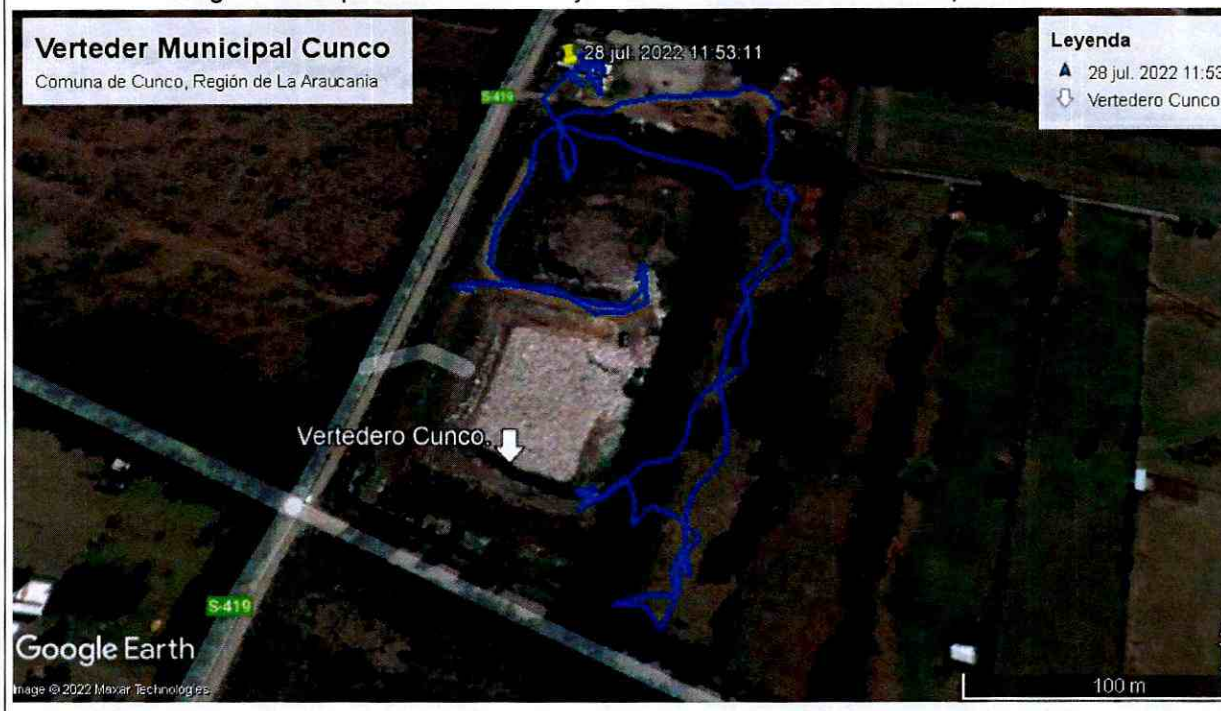 Verteder Municipal Cunco
Comuna de Cunco, Región de La Araucanía
28 jul. 2022 11:53:11
Leyenda
28 jul. 2022 11:53
Vertedero Cunco
S-419
Vertedero Cunco.
S-419
Google Earth
Image © 2022 Maxar Technologies
100 m